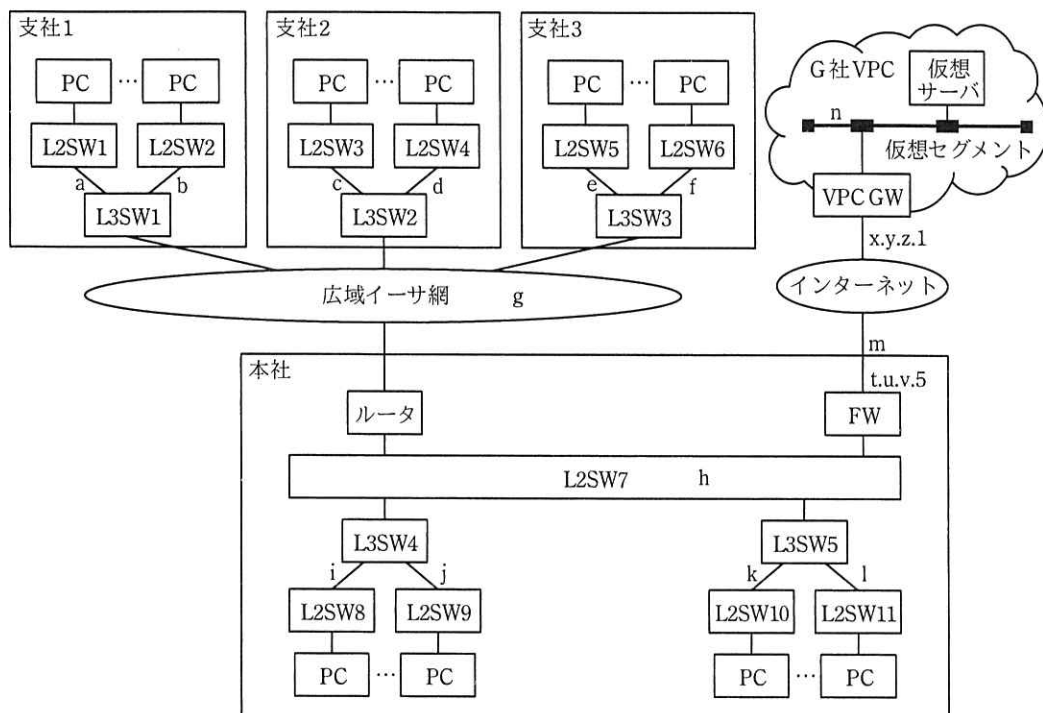 支社1
支社2
支社3
PC … PC
PC … PC
PC … PC
G社VPC
仮想
サーバ
n
仮想セグメント
L2SW1
L2SW2
L2SW3
L2SW4
L2SW5
L2SW6
a
b
c
d
e
f
L3SW1
L3SW2
L3SW3
VPC GW
x.y.z.1
広域イーサ網 g
インターネット
m
本社
t.u.v.5
ルータ
FW
L2SW7 h
L3SW4
L3SW5
i
j
k
l
L2SW8
L2SW9
L2SW10
L2SW11
PC … PC
PC … PC